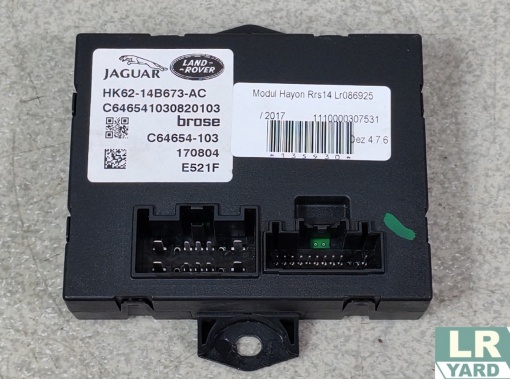 JAGUAR
LAND-
ROVER
HK62-14B673-AC
C646541030820103
brose
C64654-103
170804
E521F
Modul Hayon Rrs14 Lr086925
/ 2017 1110000307531
Dez 4.7.6
A135930A
LR
YARD